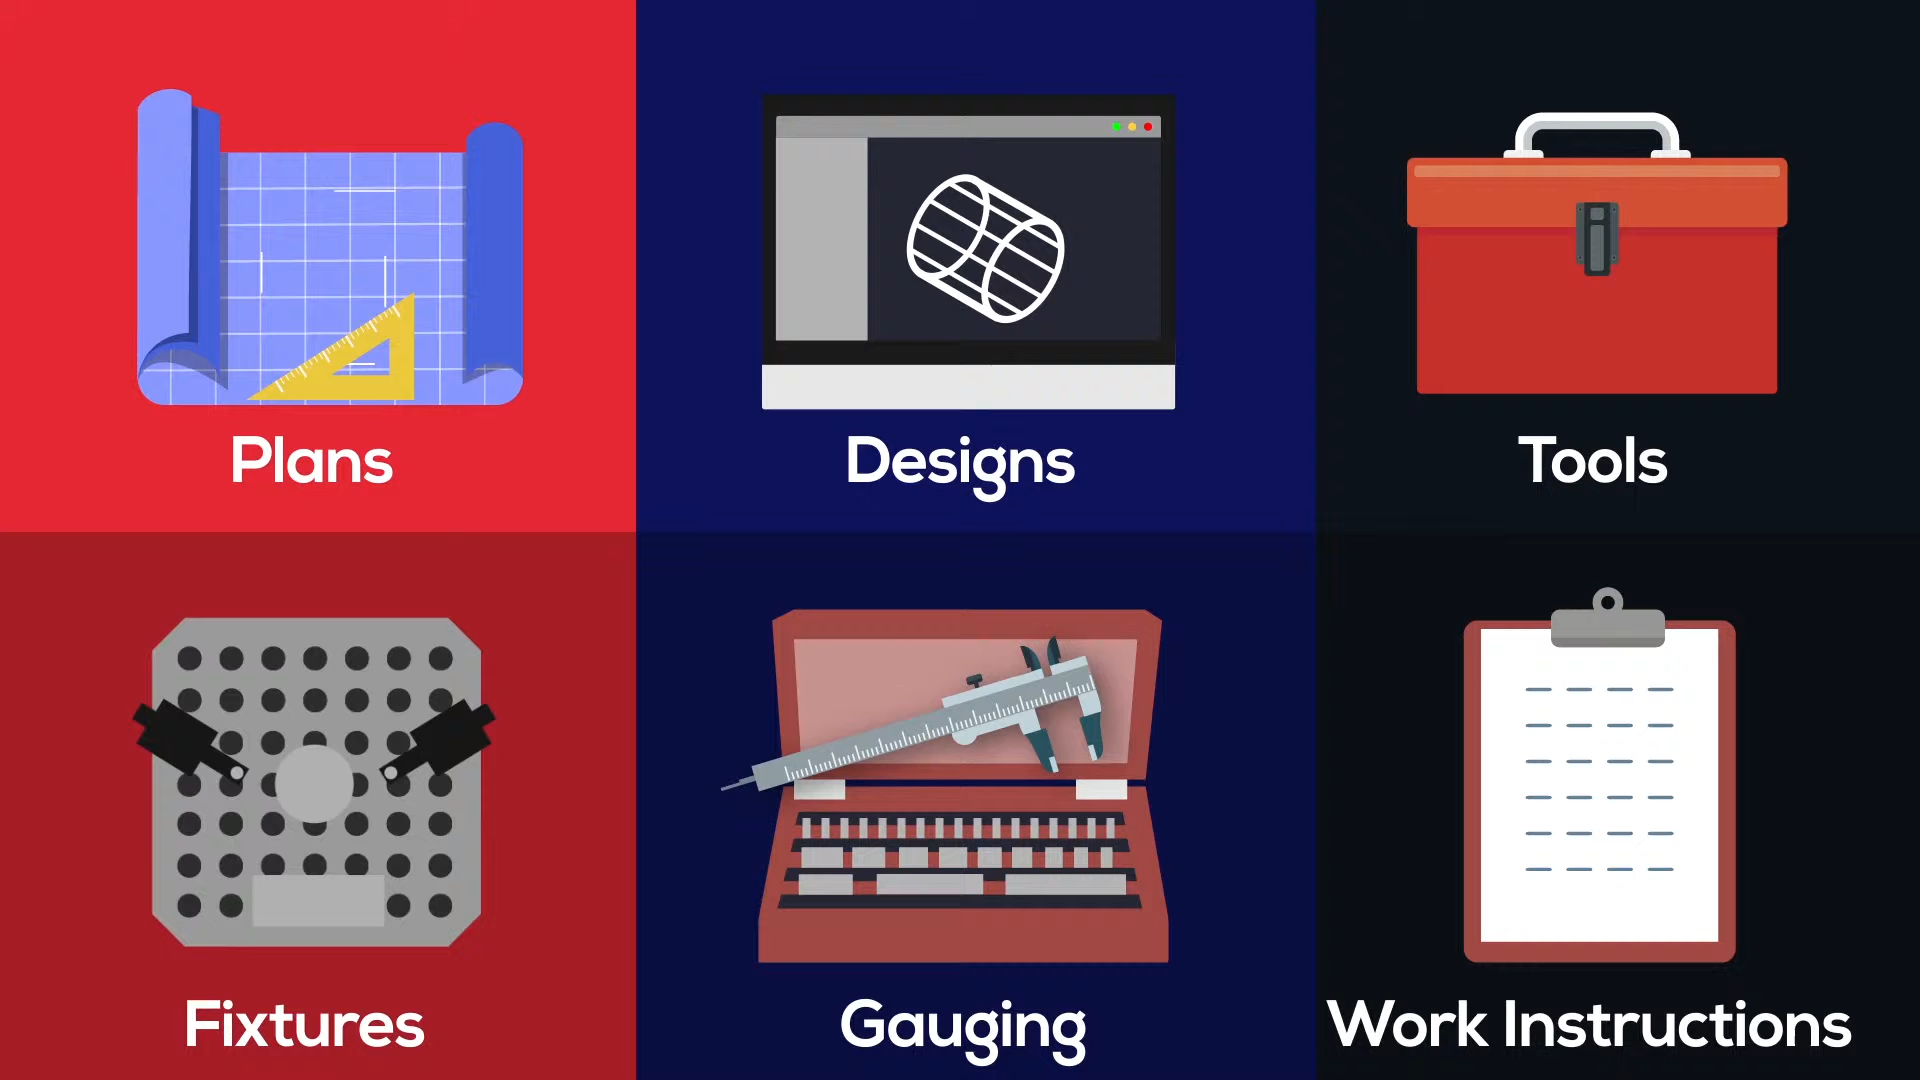 Plans
Designs
Tools
Fixtures
Gauging
Work Instructions